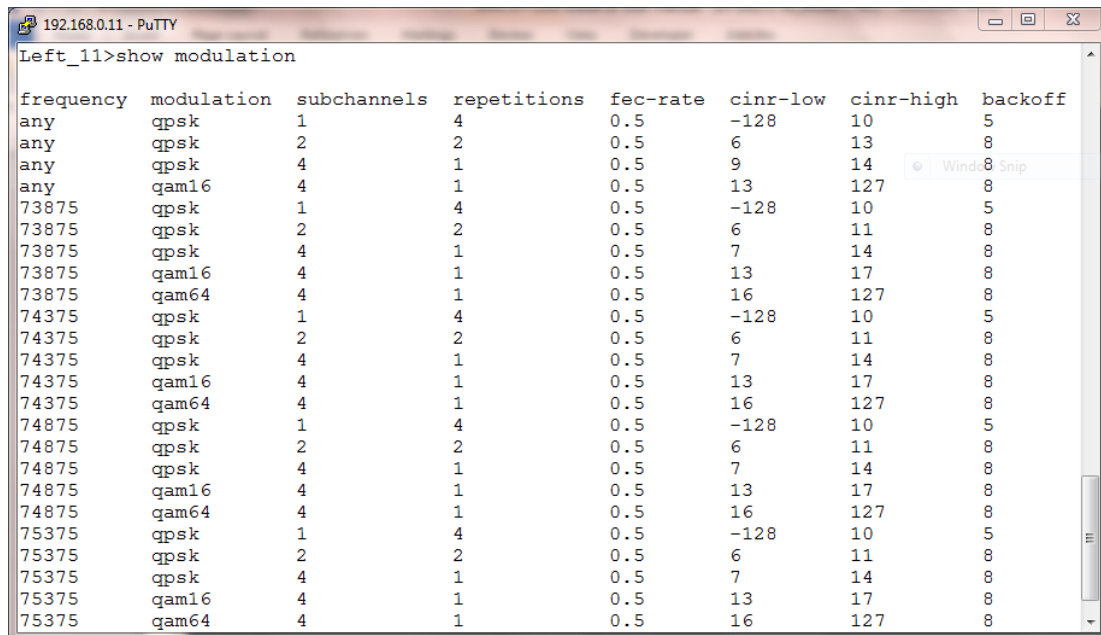 192.168.0.11 - PuTTY
Left_11>show modulation
frequency modulation subchannels repetitions fec-rate cinr-low cinr-high backoff
any qpsk 1 4 0.5 -128 10 5
any qpsk 2 2 0.5 6 13 8
any qpsk 4 1 0.5 9 14 8
Window Snip
any qam16 4 1 0.5 13 127 8
73875 qpsk 1 4 0.5 -128 10 5
73875 qpsk 2 2 0.5 6 11 8
73875 qpsk 4 1 0.5 7 14 8
73875 qam16 4 1 0.5 13 17 8
73875 qam64 4 1 0.5 16 127 8
74375 qpsk 1 4 0.5 -128 10 5
74375 qpsk 2 2 0.5 6 11 8
74375 qpsk 4 1 0.5 7 14 8
74375 qam16 4 1 0.5 13 17 8
74375 qam64 4 1 0.5 16 127 8
74875 qpsk 1 4 0.5 -128 10 5
74875 qpsk 2 2 0.5 6 11 8
74875 qpsk 4 1 0.5 7 14 8
74875 qam16 4 1 0.5 13 17 8
74875 qam64 4 1 0.5 16 127 8
75375 qpsk 1 4 0.5 -128 10 5
75375 qpsk 2 2 0.5 6 11 8
75375 qpsk 4 1 0.5 7 14 8
75375 qam16 4 1 0.5 13 17 8
75375 qam64 4 1 0.5 16 127 8